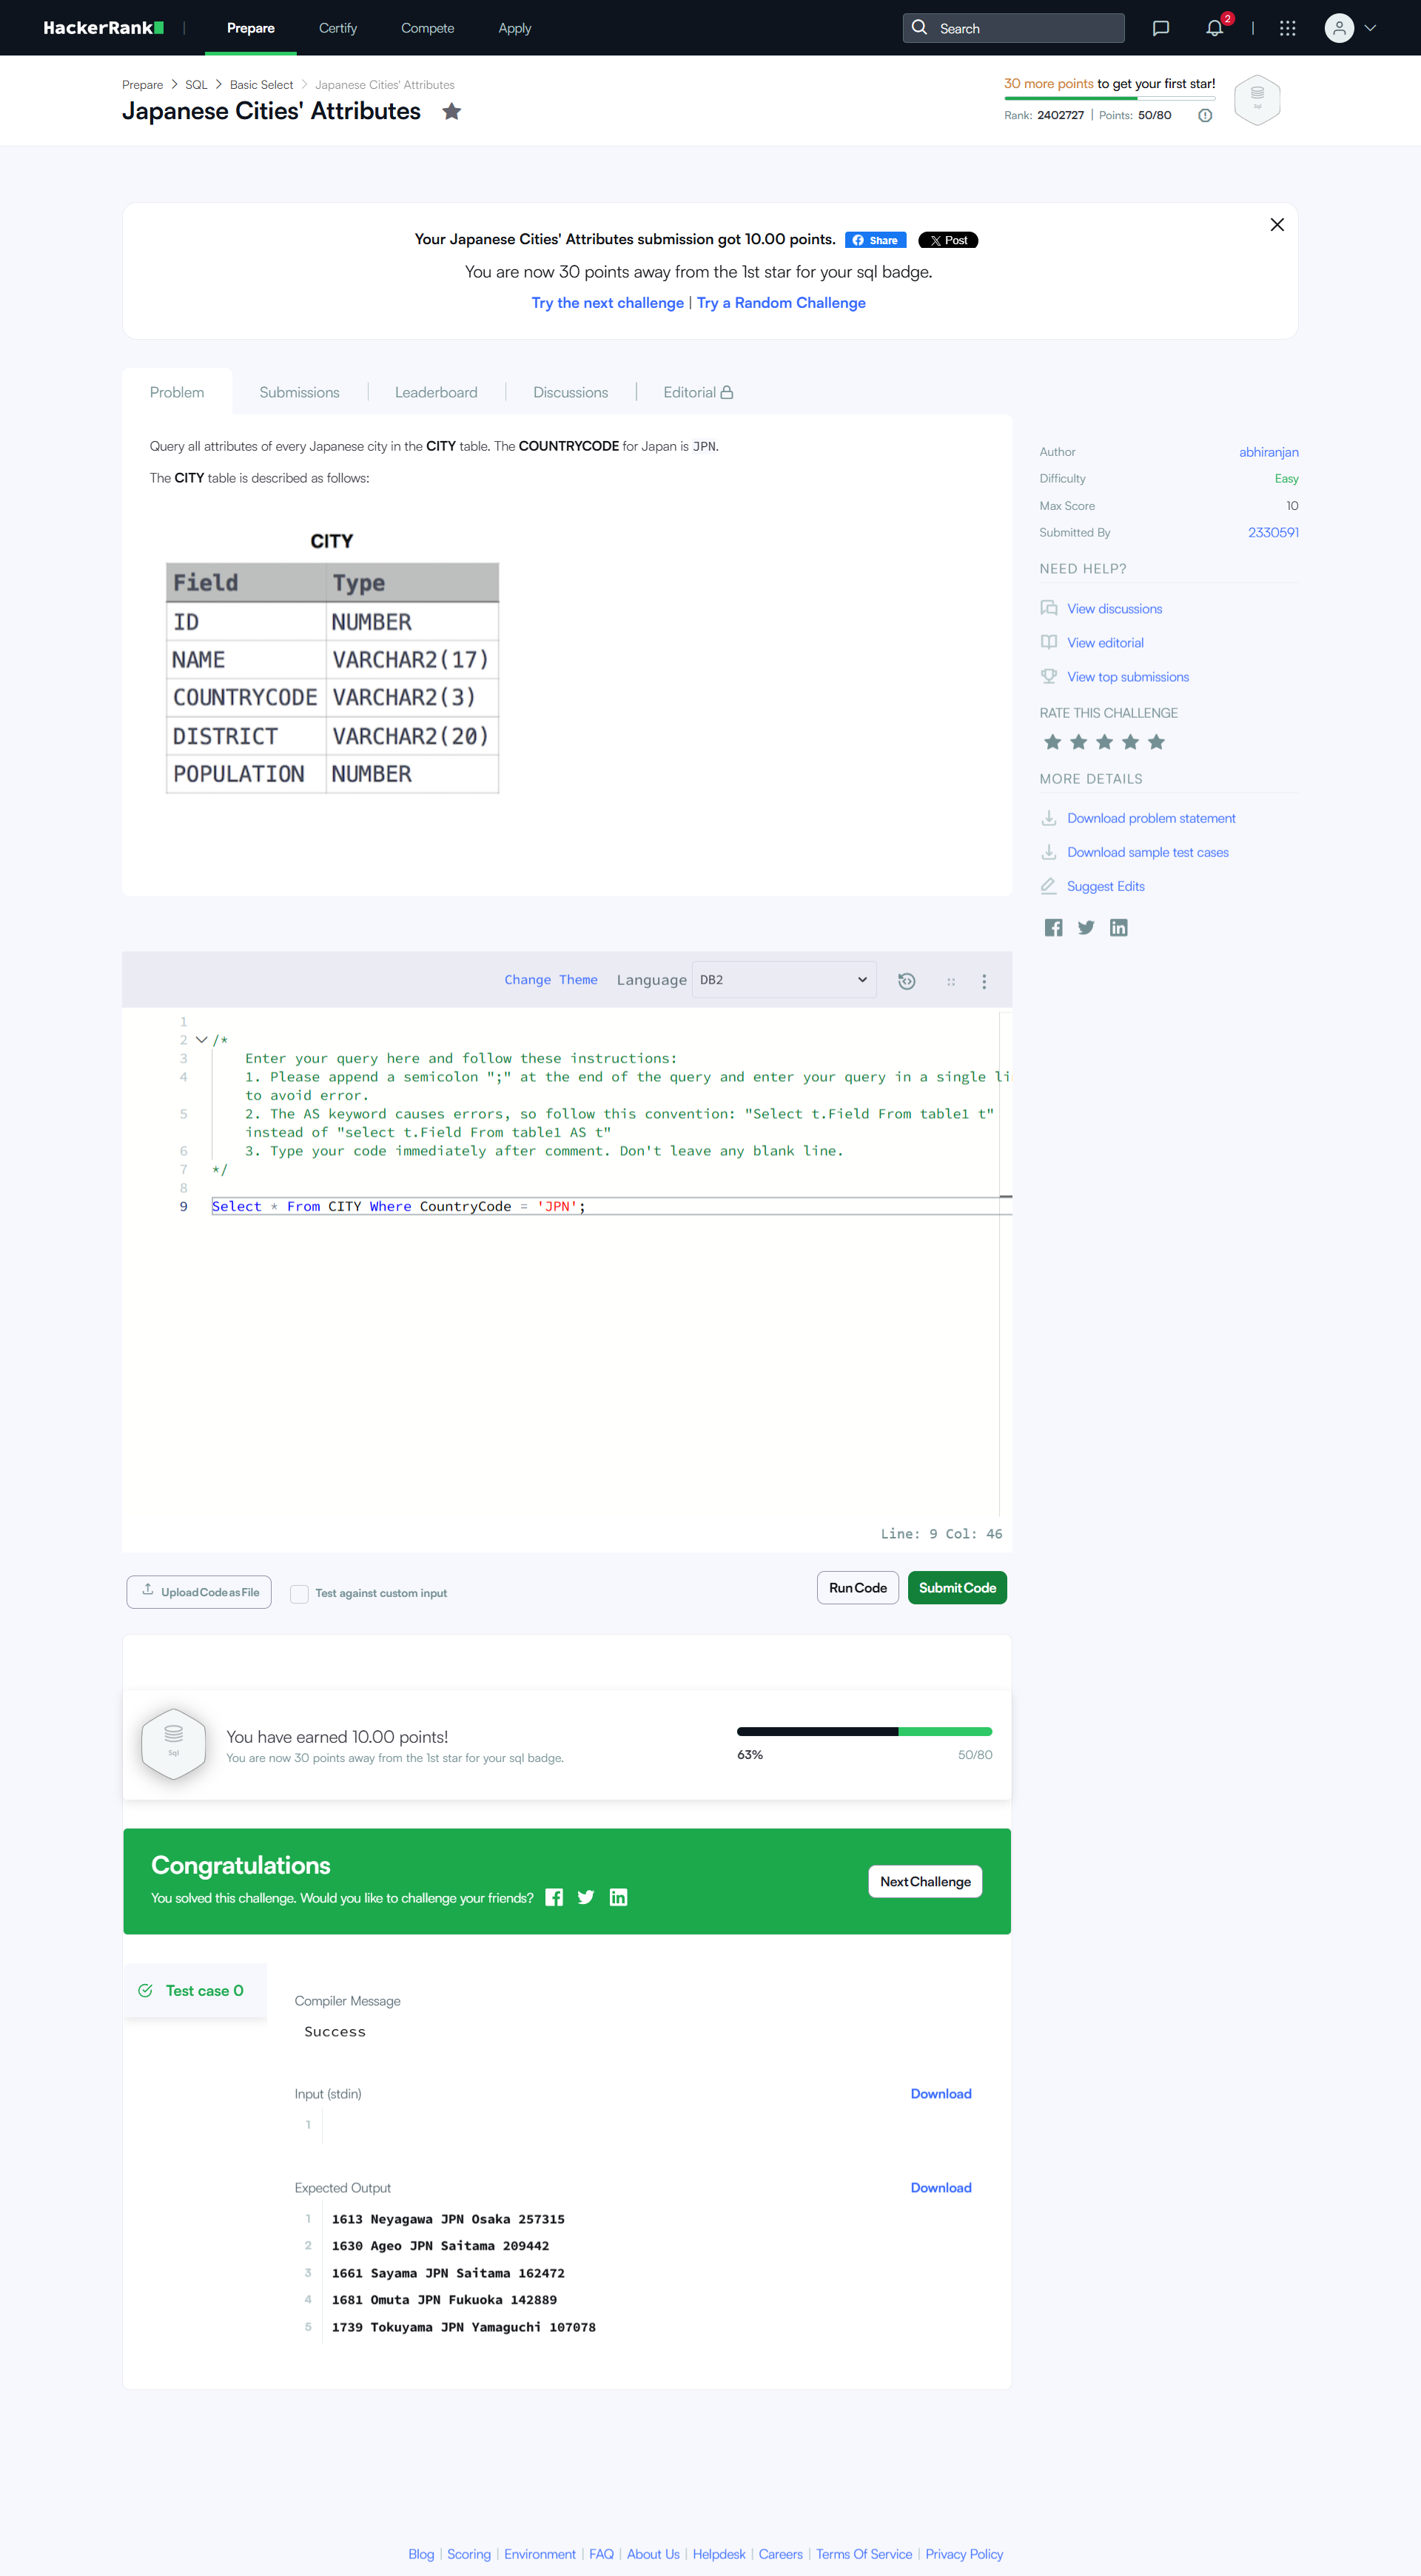 HackerRank
Prepare
Certify
Compete
Apply
Search
2
Prepare > SQL > Basic Select > Japanese Cities' Attributes
Japanese Cities' Attributes
30 more points to get your first star!
Rank: 2402727 | Points: 50/80
Sql
Your Japanese Cities' Attributes submission got 10.00 points.
Share
Post
You are now 30 points away from the 1st star for your sql badge.
Try the next challenge | Try a Random Challenge
Problem
Submissions
Leaderboard
Discussions
Editorial
Query all attributes of every Japanese city in the CITY table. The COUNTRYCODE for Japan is JPN.
The CITY table is described as follows:
CITY
Field Type
ID NUMBER
NAME VARCHAR2(17)
COUNTRYCODE VARCHAR2(3)
DISTRICT VARCHAR2(20)
POPULATION NUMBER
Author abhiranjan
Difficulty Easy
Max Score 10
Submitted By 2330591
NEED HELP?
View discussions
View editorial
View top submissions
RATE THIS CHALLENGE
MORE DETAILS
Download problem statement
Download sample test cases
Suggest Edits
Change Theme Language DB2
1
2 /*
3 Enter your query here and follow these instructions:
4 1. Please append a semicolon ";" at the end of the query and enter your query in a single li
to avoid error.
5 2. The AS keyword causes errors, so follow this convention: "Select t.Field From table1 t"
instead of "select t.Field From table1 AS t"
6 3. Type your code immediately after comment. Don't leave any blank line.
7 */
8
9 Select * From CITY Where CountryCode = 'JPN';
Line: 9 Col: 46
Upload Code as File
Test against custom input
Run Code
Submit Code
Sql
You have earned 10.00 points!
You are now 30 points away from the 1st star for your sql badge.
63% 50/80
Congratulations
You solved this challenge. Would you like to challenge your friends?
Next Challenge
Test case 0
Compiler Message
Success
Input (stdin)
Download
1
Expected Output
Download
1 1613 Neyagawa JPN Osaka 257315
2 1630 Ageo JPN Saitama 209442
3 1661 Sayama JPN Saitama 162472
4 1681 Omuta JPN Fukuoka 142889
5 1739 Tokuyama JPN Yamaguchi 107078
Blog | Scoring | Environment | FAQ | About Us | Helpdesk | Careers | Terms Of Service | Privacy Policy